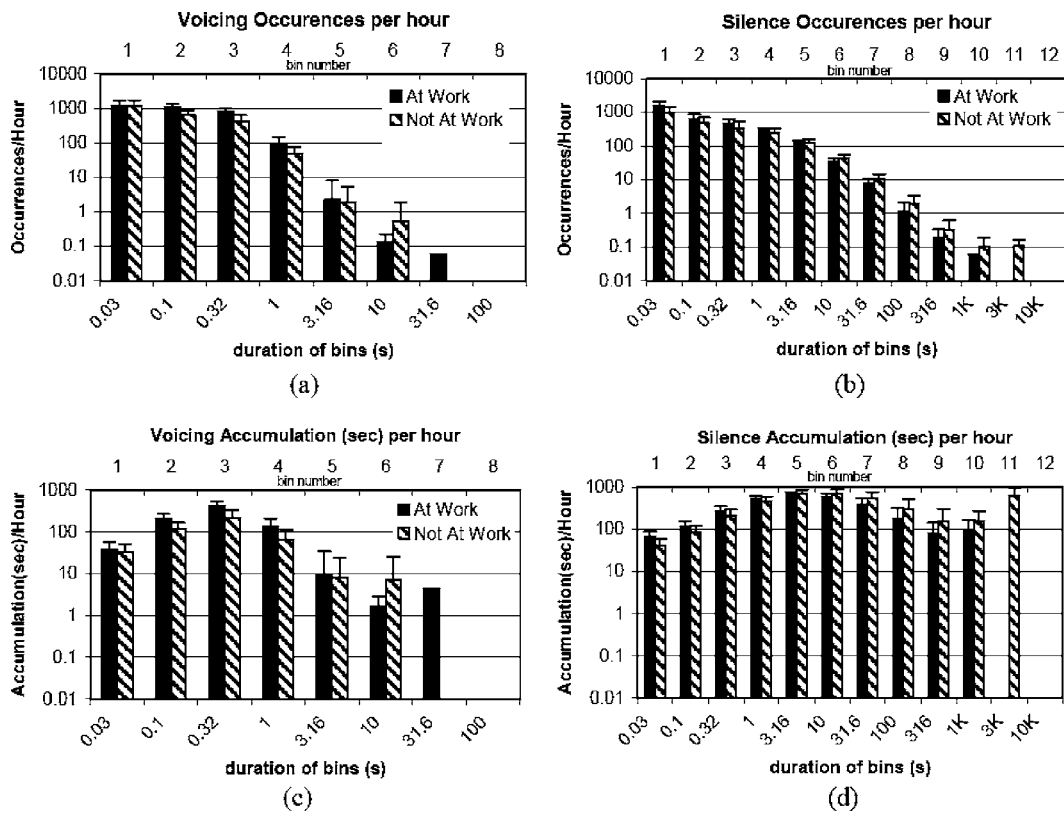 Voicing Occurences per hour
1 2 3 4 5 6 7 8
bin number
10000
1000
100
10
1
0.1
0.01
Occurrences/Hour
At Work
Not At Work
0.03 0.1 0.32 1 3.16 10 31.6 100
duration of bins (s)
(a)
Silence Occurences per hour
1 2 3 4 5 6 7 8 9 10 11 12
bin number
10000
1000
100
10
1
0.1
0.01
Occurrences/Hour
At Work
Not At Work
0.03 0.1 0.32 1 3.16 10 31.6 100 316 1K 3K 10K
duration of bins (s)
(b)
Voicing Accumulation (sec) per hour
1 2 3 4 5 6 7 8
bin number
1000
100
10
1
0.1
0.01
Accumulation(sec)/Hour
At Work
Not At Work
0.03 0.1 0.32 1 3.16 10 31.6 100
duration of bins (s)
(c)
Silence Accumulation (sec) per hour
1 2 3 4 5 6 7 8 9 10 11 12
bin number
1000
100
10
1
0.1
0.01
Accumulation(sec)/Hour
0.03 0.1 0.32 1 3.16 10 31.6 100 316 1K 3K 10K
duration of bins (s)
(d)